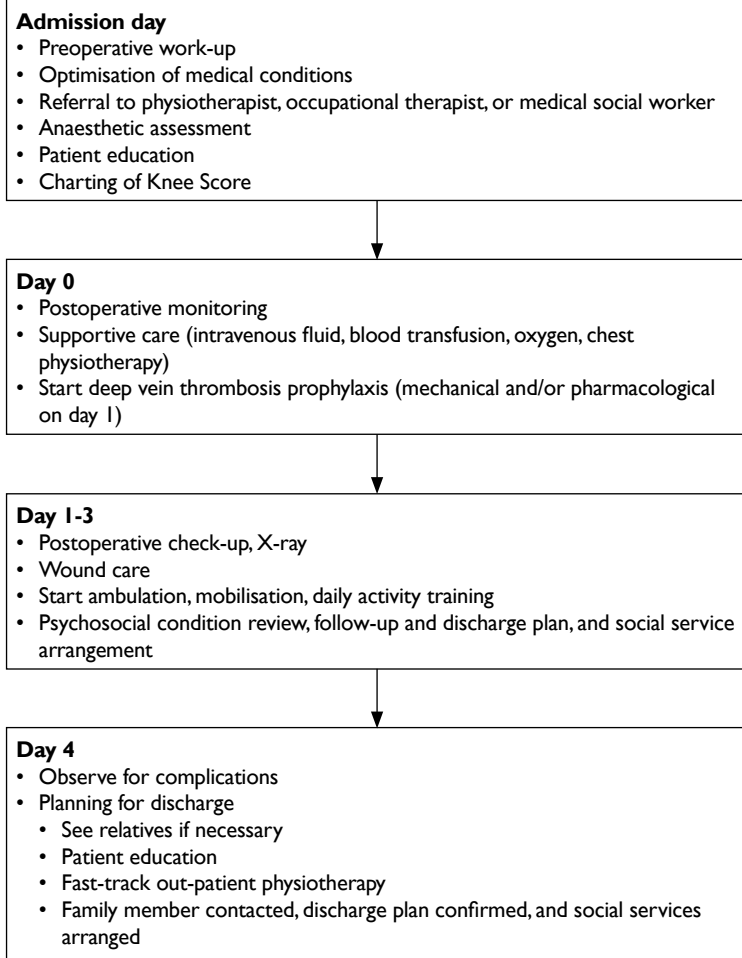 Admission day
• Preoperative work-up
• Optimisation of medical conditions
• Referral to physiotherapist, occupational therapist, or medical social worker
• Anaesthetic assessment
• Patient education
• Charting of Knee Score
Day 0
• Postoperative monitoring
• Supportive care (intravenous fluid, blood transfusion, oxygen, chest
physiotherapy)
• Start deep vein thrombosis prophylaxis (mechanical and/or pharmacological
on day 1)
Day 1-3
• Postoperative check-up, X-ray
• Wound care
• Start ambulation, mobilisation, daily activity training
• Psychosocial condition review, follow-up and discharge plan, and social service
arrangement
Day 4
• Observe for complications
• Planning for discharge
• See relatives if necessary
• Patient education
• Fast-track out-patient physiotherapy
• Family member contacted, discharge plan confirmed, and social services
arranged